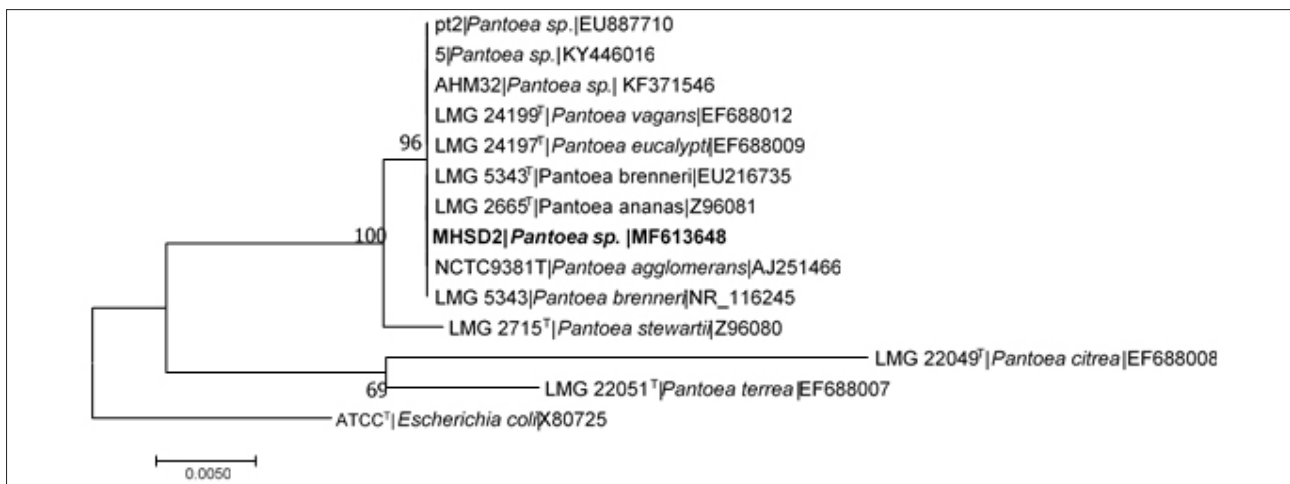 pt2|Pantoea sp.|EU887710
5|Pantoea sp.|KY446016
AHM32|Pantoea sp.| KF371546
LMG 24199ᵀ|Pantoea vagans|EF688012
96
LMG 24197ᵀ|Pantoea eucalypti|EF688009
LMG 5343ᵀ|Pantoea brenneri|EU216735
LMG 2665ᵀ|Pantoea ananas|Z96081
100
MHSD2|Pantoea sp. |MF613648
NCTC9381T|Pantoea agglomerans|AJ251466
LMG 5343|Pantoea brenneri|NR_116245
LMG 2715ᵀ|Pantoea stewartii|Z96080
LMG 22049ᵀ|Pantoea citrea|EF688008
69
LMG 22051ᵀ|Pantoea terrea|EF688007
ATCCᵀ|Escherichia coli|X80725
0.0050